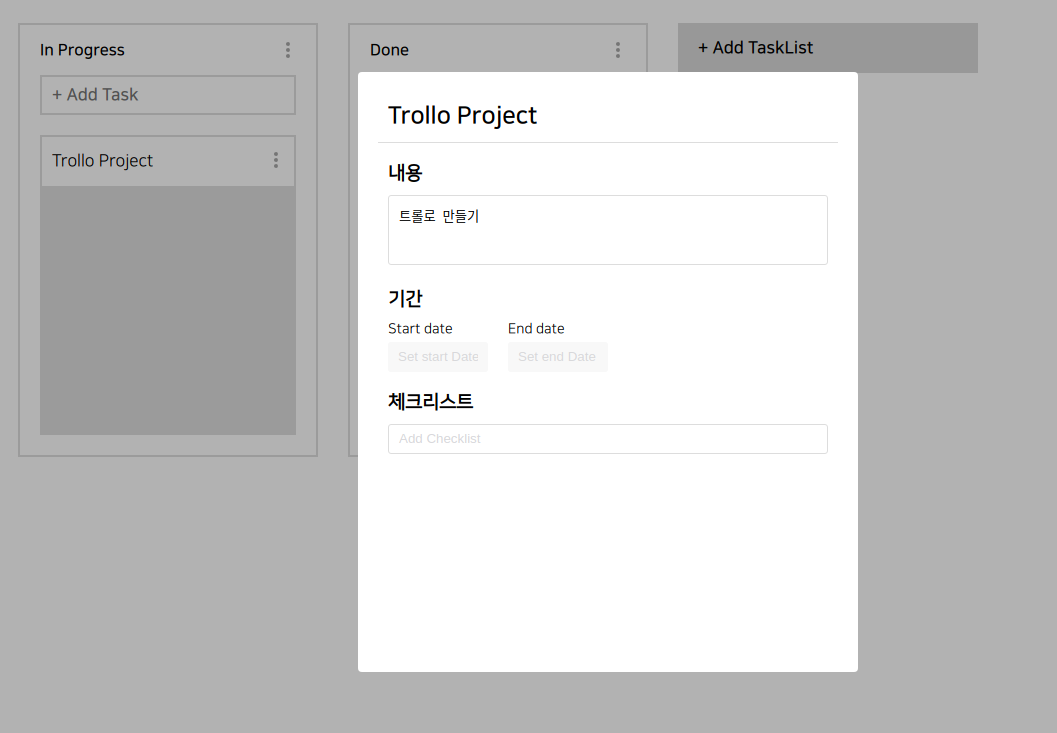 In Progress
+ Add Task
Trollo Project
Done
+ Add TaskList
Trollo Project
내용
트롤로 만들기
기간
Start date
End date
Set start Date
Set end Date
체크리스트
Add Checklist